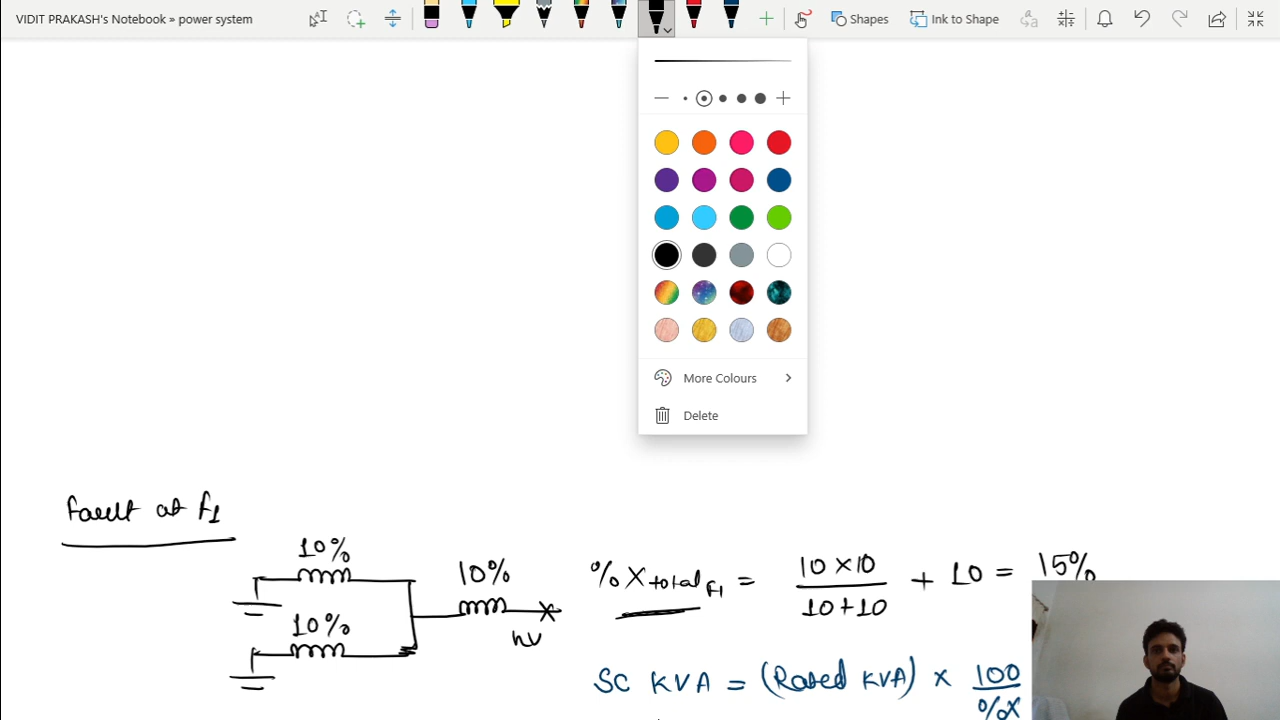 VIDIT PRAKASH's Notebook » power system
Shapes
Ink to Shape
More Colours
Delete
Fault at F1
10%
10%
10%
hv
% X total F1 = 10 × 10 / 10 + 10 + 10 = 15%
SC KVA = (Rated KVA) × 100 / %X